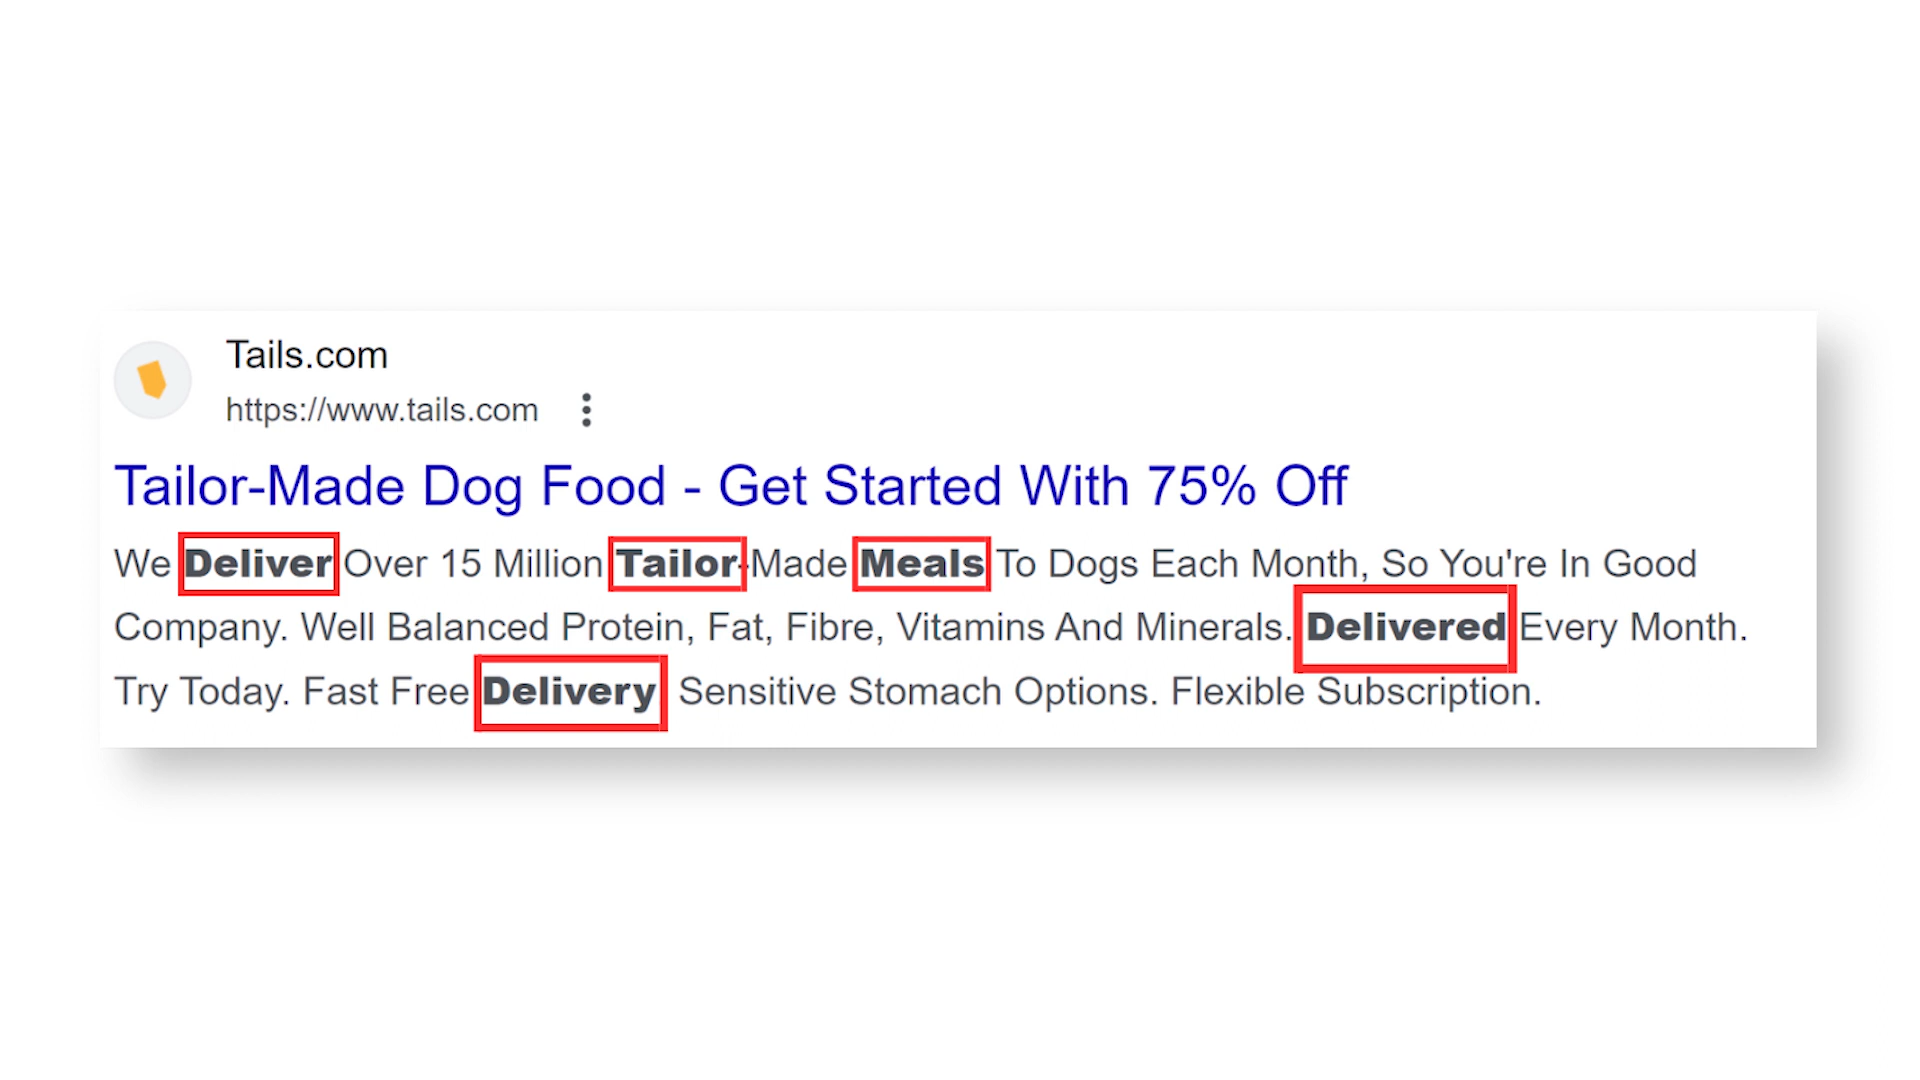 Tails.com
https://www.tails.com
Tailor-Made Dog Food - Get Started With 75% Off
We Deliver Over 15 Million Tailor-Made Meals To Dogs Each Month, So You're In Good
Company. Well Balanced Protein, Fat, Fibre, Vitamins And Minerals. Delivered Every Month.
Try Today. Fast Free Delivery Sensitive Stomach Options. Flexible Subscription.